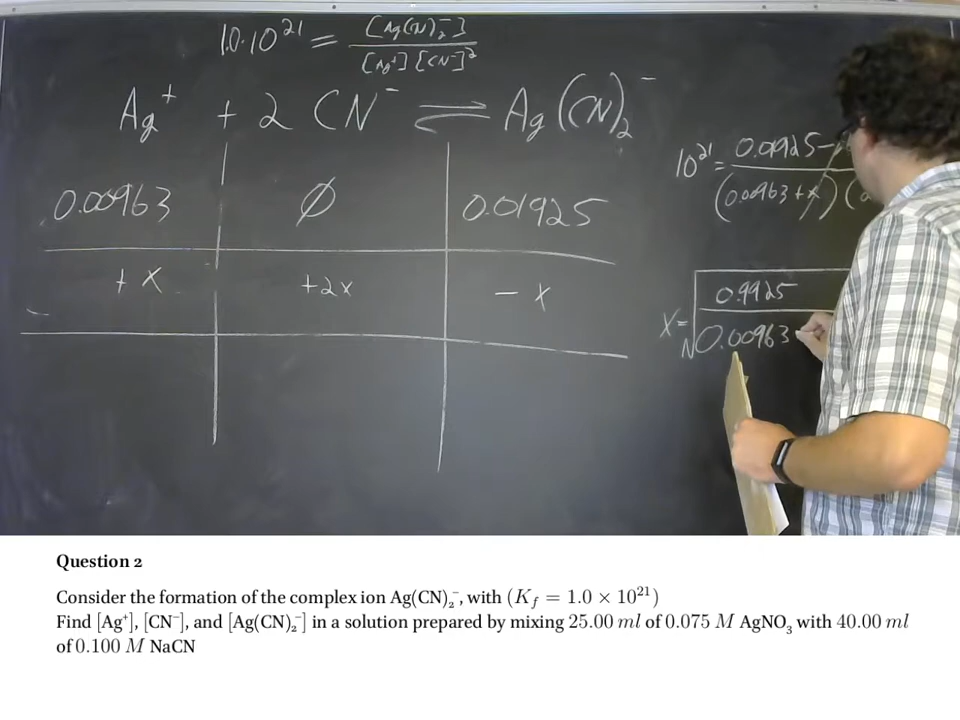 1.0·10²¹ = [Ag(CN)₂⁻] / [Ag⁺][CN⁻]²
Ag⁺ + 2 CN⁻ ⇌ Ag(CN)₂⁻
0.00963 ∅ 0.01925
+x +2x -x
10²¹ = 0.01925- / (0.00963+x)(
x = √ 0.9925 / 0.00963
Question 2
Consider the formation of the complex ion Ag(CN)₂⁻, with (K_f = 1.0 × 10²¹)
Find [Ag⁺], [CN⁻], and [Ag(CN)₂⁻] in a solution prepared by mixing 25.00 ml of 0.075 M AgNO₃ with 40.00 ml
of 0.100 M NaCN